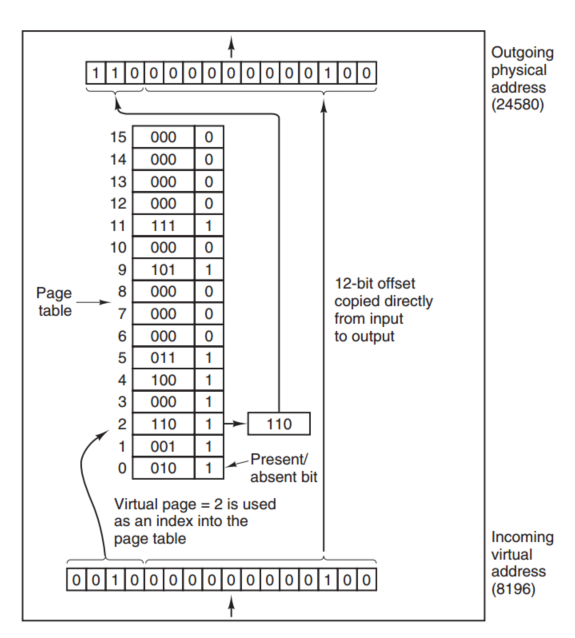 1 1 0 0 0 0 0 0 0 0 0 0 1 0 0
Outgoing
physical
address
(24580)
15 000 0
14 000 0
13 000 0
12 000 0
11 111 1
10 000 0
9 101 1
8 000 0
7 000 0
6 000 0
5 011 1
4 100 1
3 000 1
2 110 1
1 001 1
0 010 1
Page
table
110
Present/
absent bit
12-bit offset
copied directly
from input
to output
Virtual page = 2 is used
as an index into the
page table
0 0 1 0 0 0 0 0 0 0 0 0 0 1 0 0
Incoming
virtual
address
(8196)